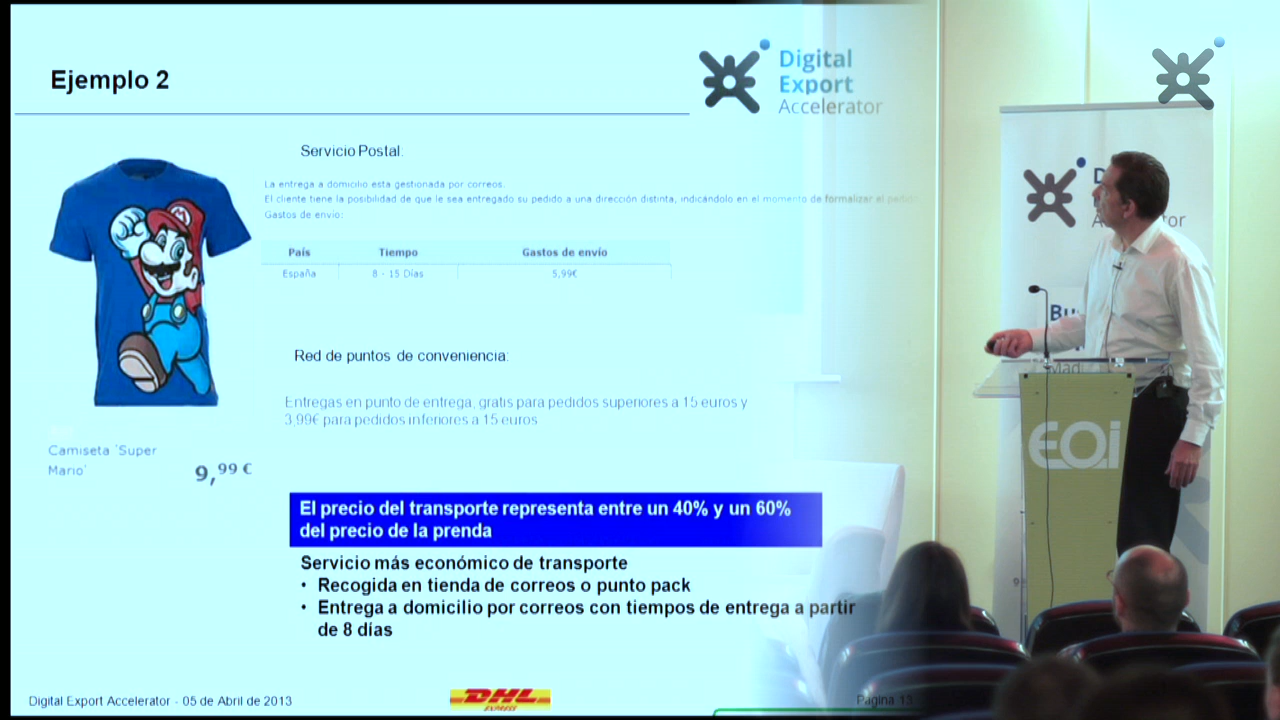 Ejemplo 2
Digital
Export
Accelerator
Servicio Postal.
La entrega a domicilio esta gestionada por correos.
El cliente tiene la posibilidad de que le sea entregado su pedido a una dirección distinta, indicándolo en el momento de formalizar el pedido
Gastos de envio:
País Tiempo Gastos de envío
España 8 - 15 Días 5,99€
Red de puntos de conveniencia:
Entregas en punto de entrega, gratis para pedidos superiores a 15 euros y
3,99€ para pedidos inferiores a 15 euros
Camiseta 'Super
Mario'
9,99 €
El precio del transporte representa entre un 40% y un 60%
del precio de la prenda
Servicio más económico de transporte
• Recogida en tienda de correos o punto pack
• Entrega a domicilio por correos con tiempos de entrega a partir
de 8 días
Digital Export Accelerator - 05 de Abril de 2013
DHL
EXPRESS
Página 13
M
EOi